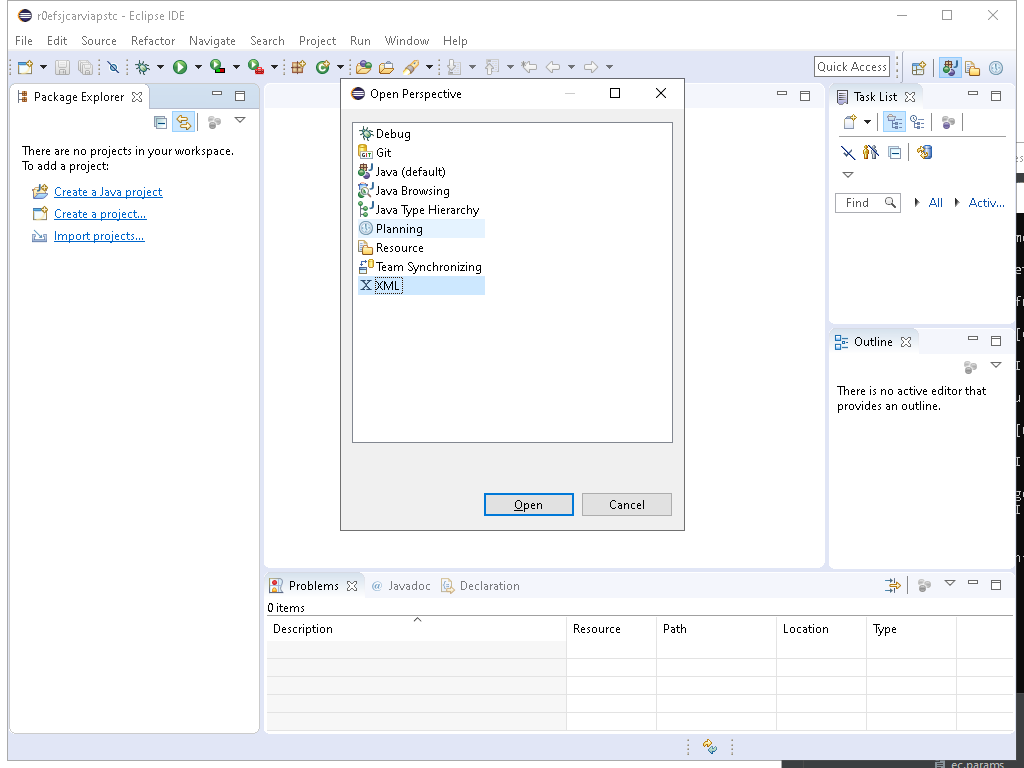 r0efsjcarviapstc - Eclipse IDE
File Edit Source Refactor Navigate Search Project Run Window Help
Quick Access
Package Explorer
There are no projects in your workspace.
To add a project:
Create a Java project
Create a project...
Import projects...
Open Perspective
Debug
Git
Java (default)
Java Browsing
Java Type Hierarchy
Planning
Resource
Team Synchronizing
XML
Open Cancel
Task List
Find All Activ...
Outline
There is no active editor that
provides an outline.
Problems @ Javadoc Declaration
0 items
Description Resource Path Location Type
ec.params